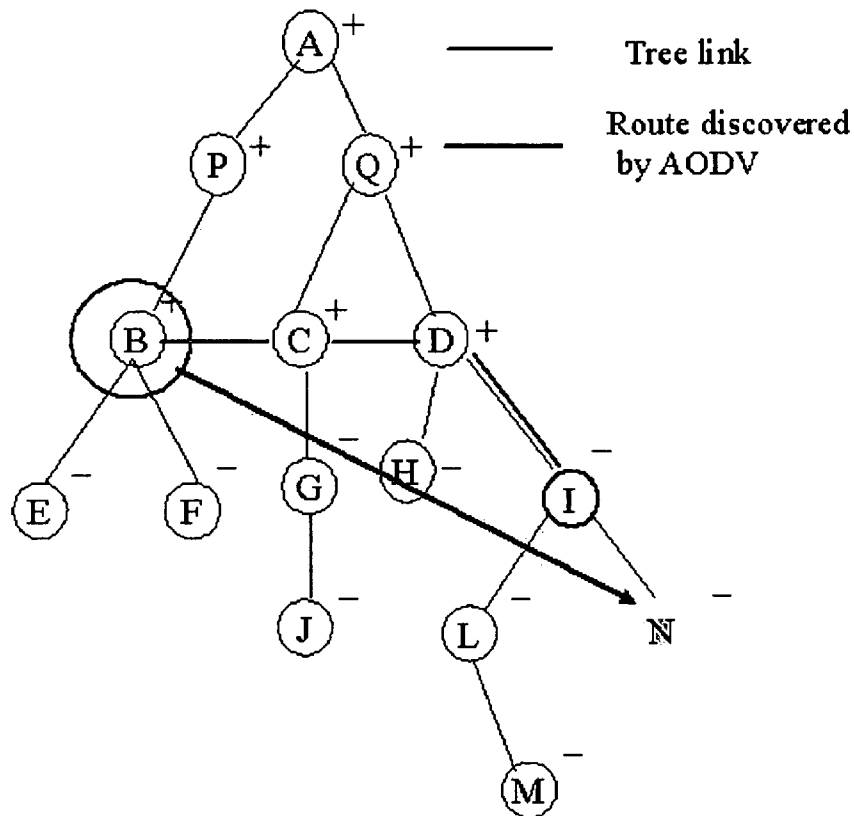 A +
Tree link
Route discovered
by AODV
P +
Q +
B +
C +
D +
E −
F −
G −
H −
I −
J −
L −
N −
M −